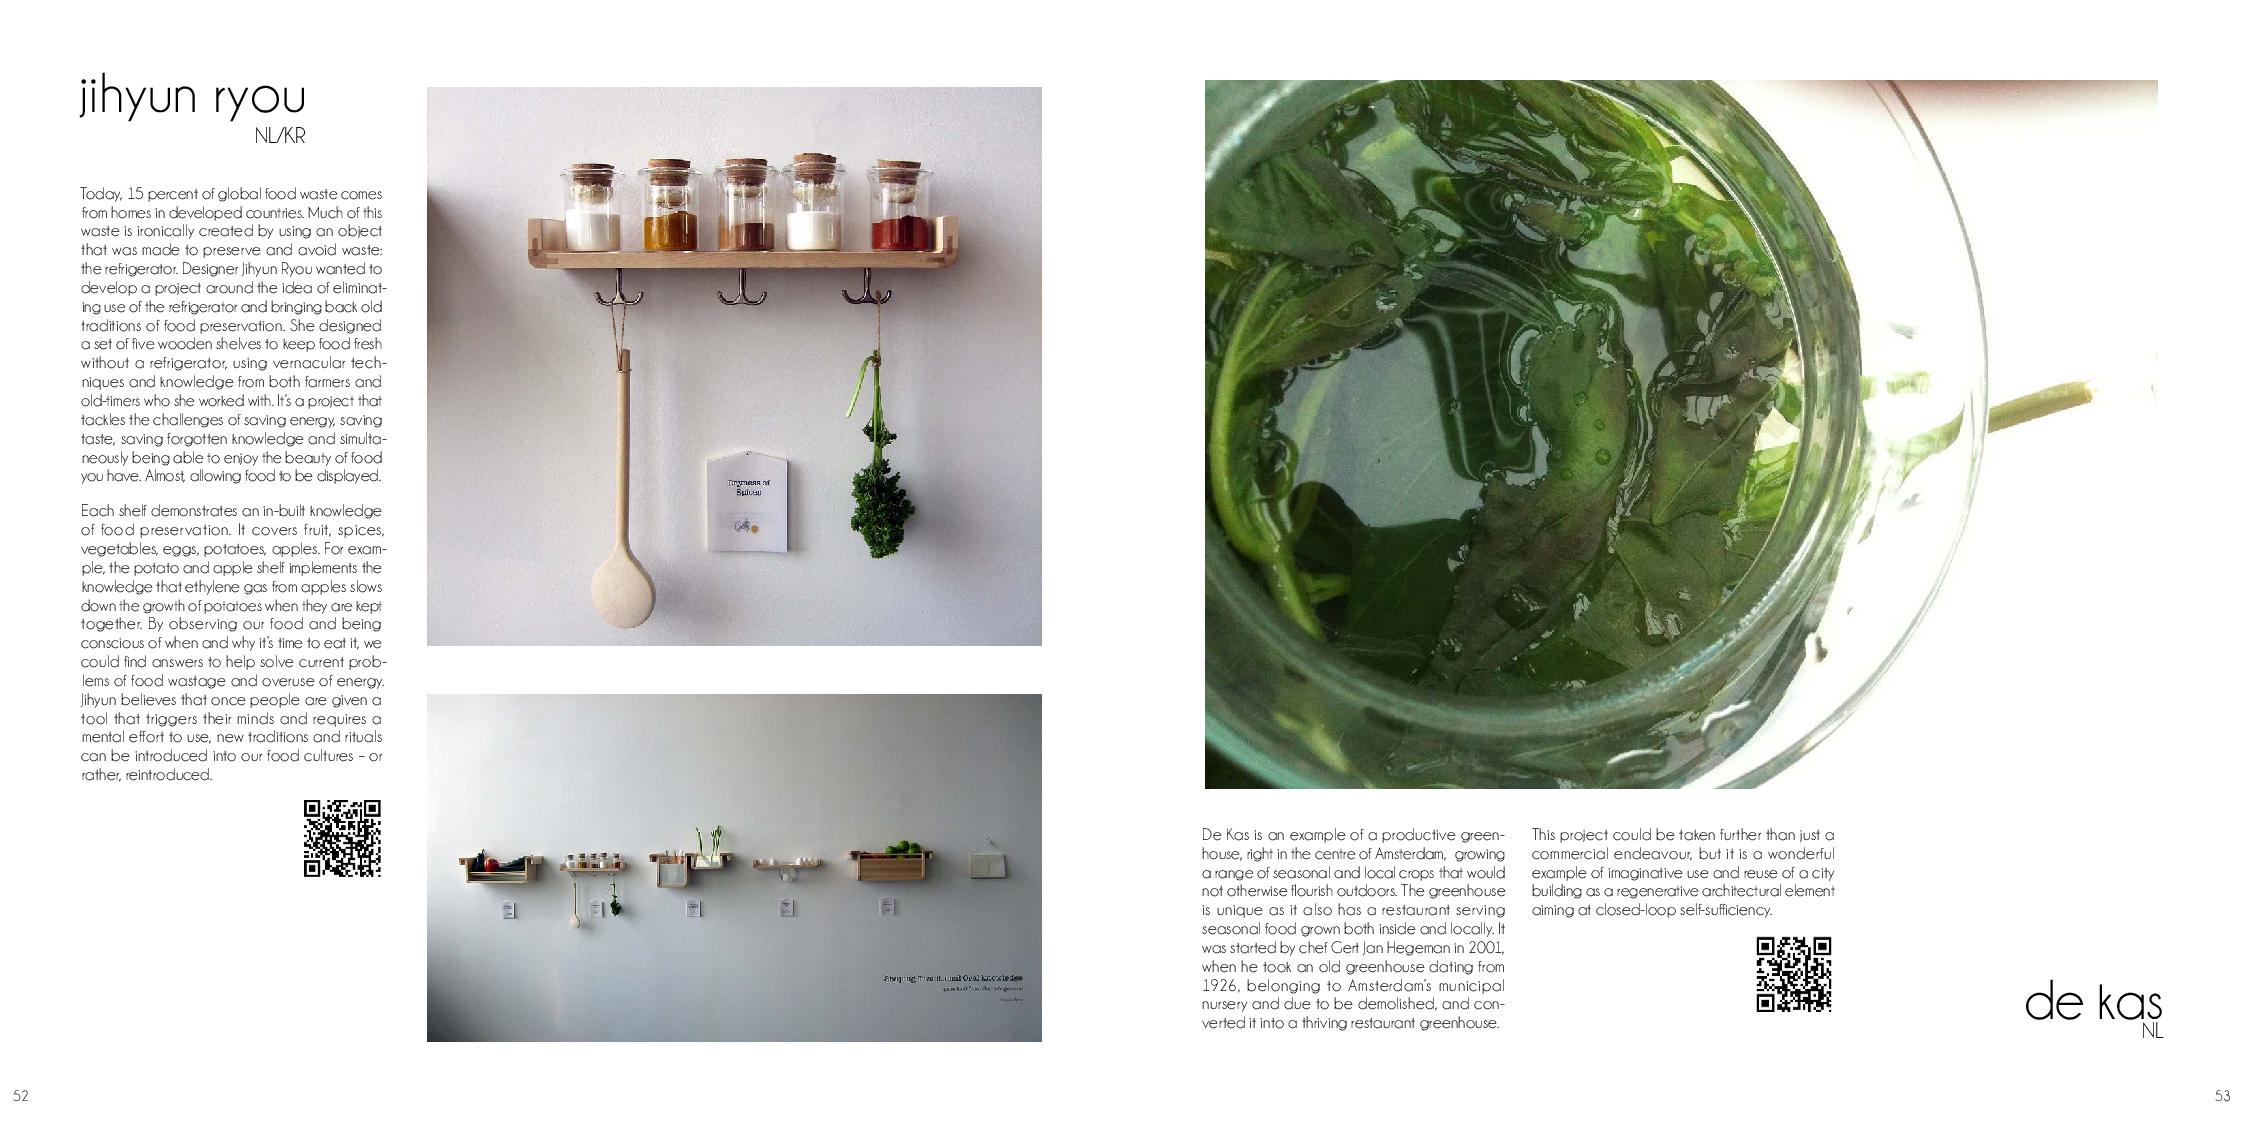 jihyun ryou
NL/KR
Today, 15 percent of global food waste comes
from homes in developed countries. Much of this
waste is ironically created by using an object
that was made to preserve and avoid waste:
the refrigerator. Designer Jihyun Ryou wanted to
develop a project around the idea of eliminat-
ing use of the refrigerator and bringing back old
traditions of food preservation. She designed
a set of five wooden shelves to keep food fresh
without a refrigerator, using vernacular tech-
niques and knowledge from both farmers and
old-timers who she worked with. It's a project that
tackles the challenges of saving energy, saving
taste, saving forgotten knowledge and simulta-
neously being able to enjoy the beauty of food
you have. Almost, allowing food to be displayed.
Each shelf demonstrates an in-built knowledge
of food preservation. It covers fruit, spices,
vegetables, eggs, potatoes, apples. For exam-
ple, the potato and apple shelf implements the
knowledge that ethylene gas from apples slows
down the growth of potatoes when they are kept
together. By observing our food and being
conscious of when and why it's time to eat it, we
could find answers to help solve current prob-
lems of food wastage and overuse of energy.
Jihyun believes that once people are given a
tool that triggers their minds and requires a
mental effort to use, new traditions and rituals
can be introduced into our food cultures – or
rather, reintroduced.
Dryness of
Spices
Shaping Traditional Oral Knowledge
52
De Kas is an example of a productive green-
house, right in the centre of Amsterdam, growing
a range of seasonal and local crops that would
not otherwise flourish outdoors. The greenhouse
is unique as it also has a restaurant serving
seasonal food grown both inside and locally. It
was started by chef Gert Jan Hegeman in 2001,
when he took an old greenhouse dating from
1926, belonging to Amsterdam's municipal
nursery and due to be demolished, and con-
verted it into a thriving restaurant greenhouse.
This project could be taken further than just a
commercial endeavour, but it is a wonderful
example of imaginative use and reuse of a city
building as a regenerative architectural element
aiming at closed-loop self-sufficiency.
de kas
NL
53